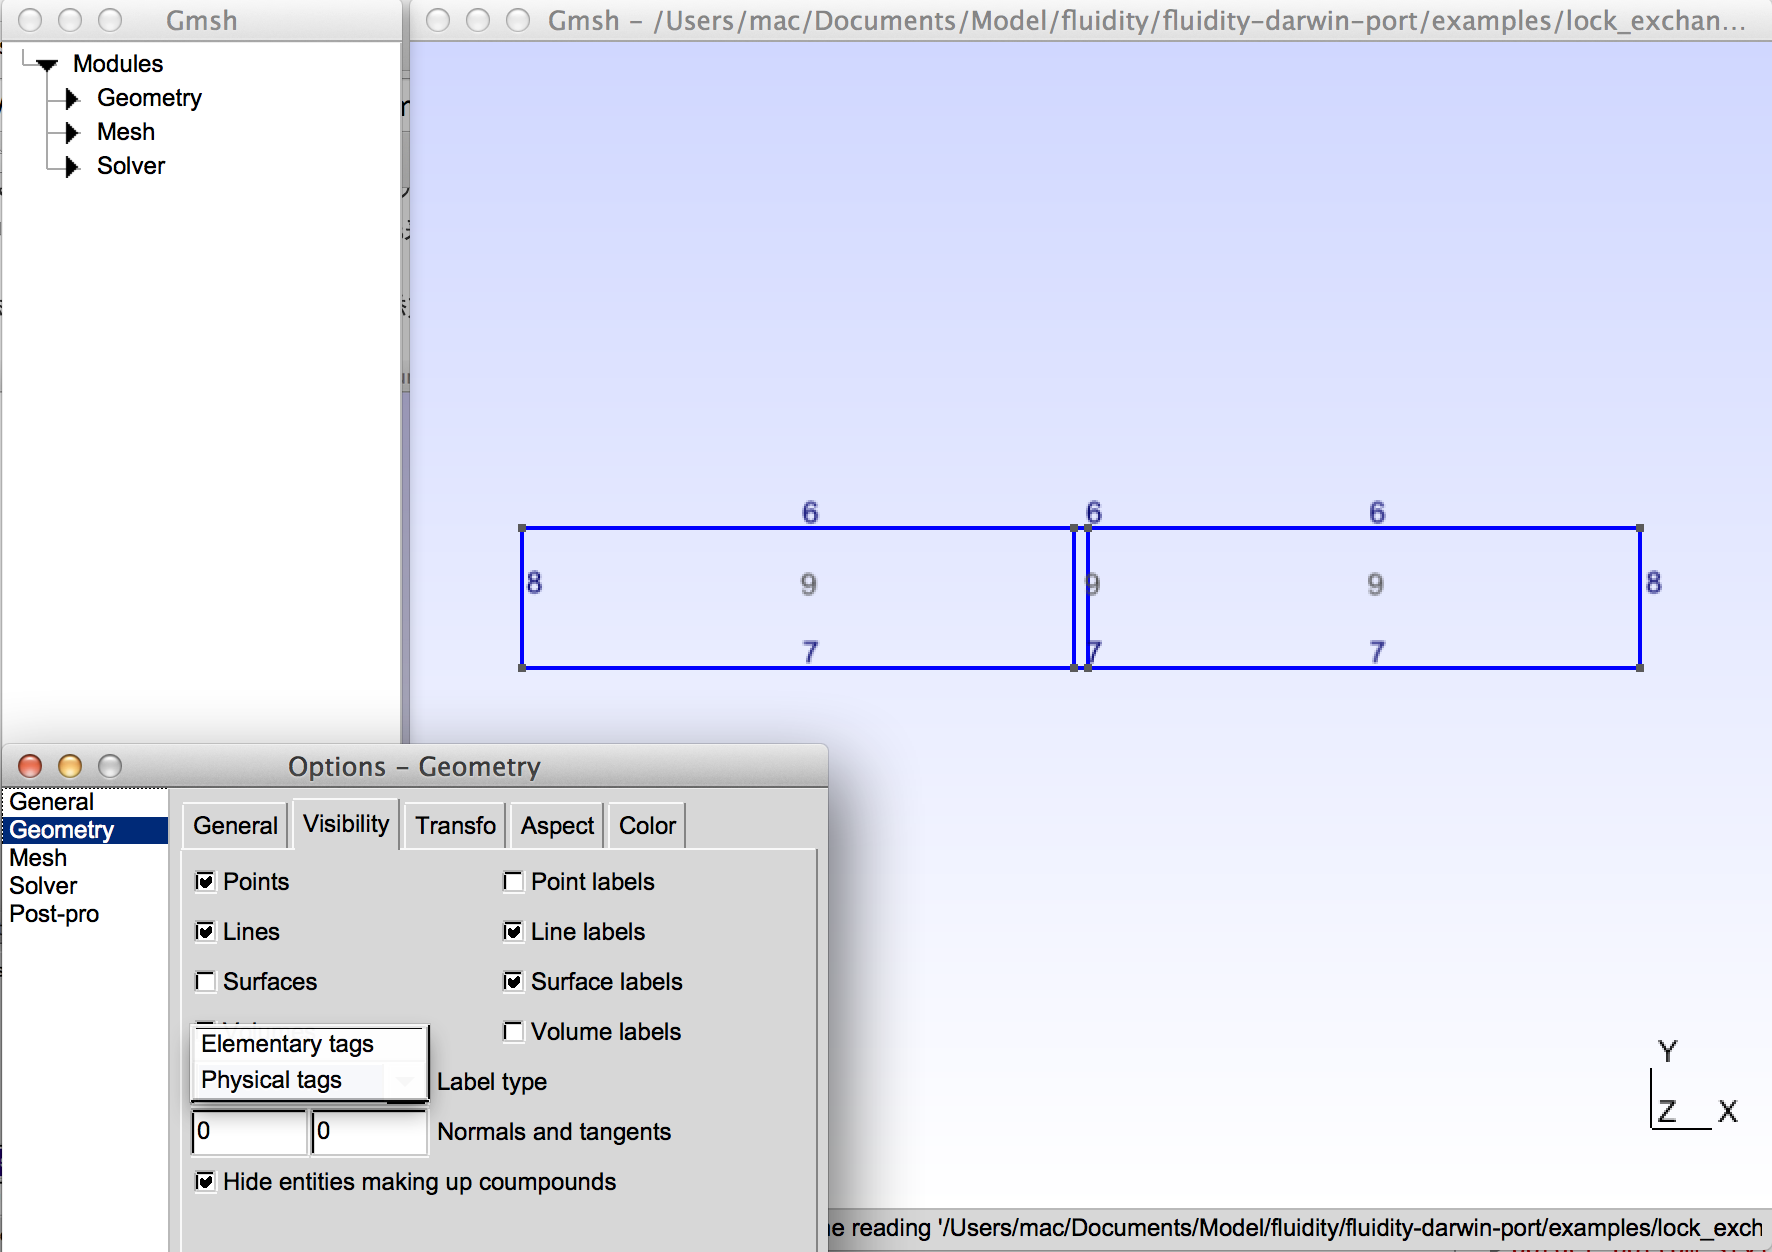 Gmsh
Modules
Geometry
Mesh
Solver
Gmsh - /Users/mac/Documents/Model/fluidity/fluidity-darwin-port/examples/lock_exchan...
6 6 6
8 9 9 9 8
7 7 7
Y
Z X
Options - Geometry
General
Geometry
Mesh
Solver
Post-pro
General Visibility Transfo Aspect Color
Points Point labels
Lines Line labels
Surfaces Surface labels
Volume labels
Elementary tags
Physical tags
Label type
0 0 Normals and tangents
Hide entities making up coumpounds
reading '/Users/mac/Documents/Model/fluidity/fluidity-darwin-port/examples/lock_exch